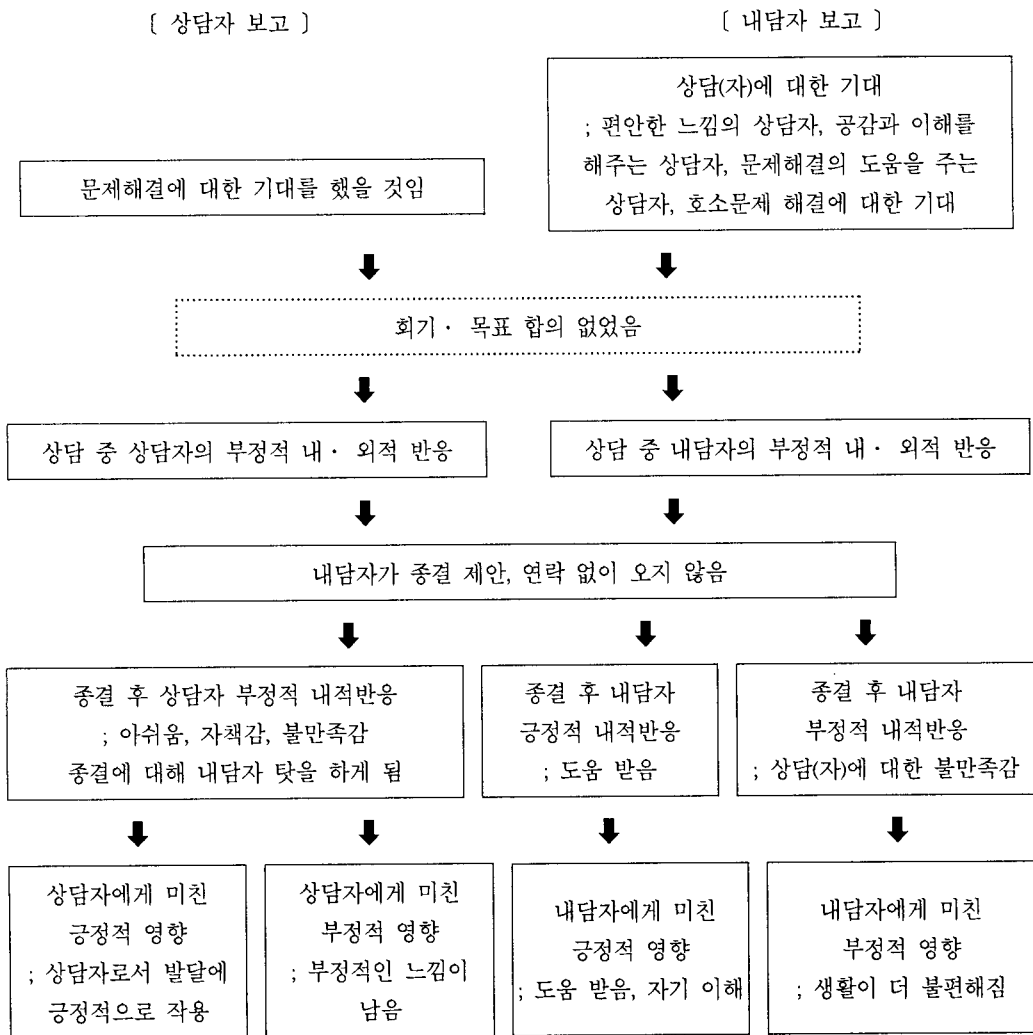 〔 상담자 보고 〕
〔 내담자 보고 〕
문제해결에 대한 기대를 했을 것임
상담(자)에 대한 기대
; 편안한 느낌의 상담자, 공감과 이해를
해주는 상담자, 문제해결의 도움을 주는
상담자, 호소문제 해결에 대한 기대
회기· 목표 합의 없었음
상담 중 상담자의 부정적 내· 외적 반응
상담 중 내담자의 부정적 내· 외적 반응
내담자가 종결 제안, 연락 없이 오지 않음
종결 후 상담자 부정적 내적반응
; 아쉬움, 자책감, 불만족감
종결에 대해 내담자 탓을 하게 됨
종결 후 내담자
긍정적 내적반응
; 도움 받음
종결 후 내담자
부정적 내적반응
; 상담(자)에 대한 불만족감
상담자에게 미친
긍정적 영향
; 상담자로서 발달에
긍정적으로 작용
상담자에게 미친
부정적 영향
; 부정적인 느낌이
남음
내담자에게 미친
긍정적 영향
; 도움 받음, 자기 이해
내담자에게 미친
부정적 영향
; 생활이 더 불편해짐